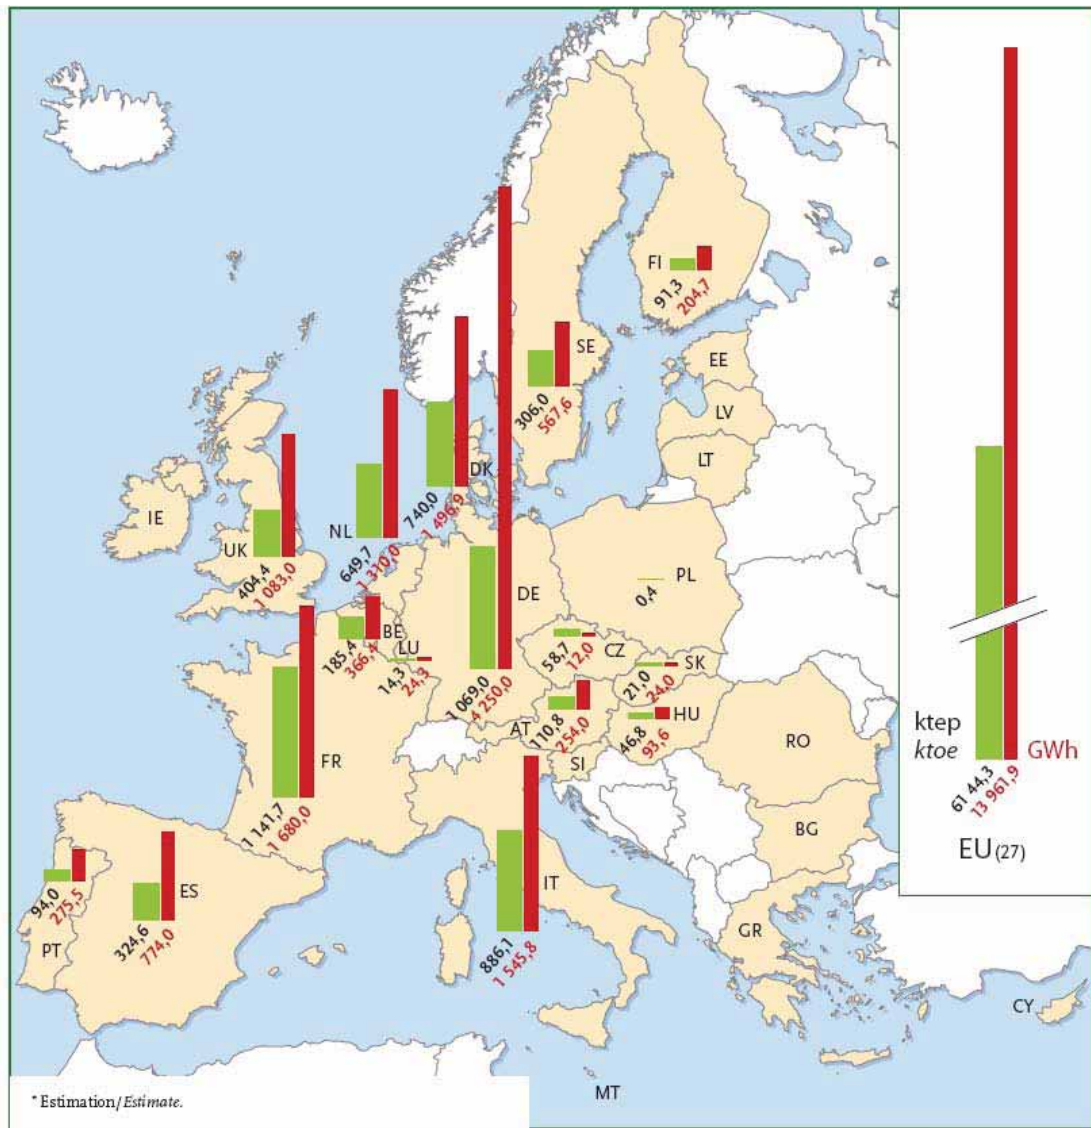 FI
91,3
204,7
SE
306,0
567,6
EE
LV
LT
DK
740,0
1 496,9
NL
649,7
1 310,0
IE
UK
404,4
1 083,0
DE
1 069,0
4 250,0
PL
0,4
BE
185,4
366,4
LU
14,3
24,3
CZ
58,7
12,0
SK
21,0
24,0
AT
110,8
254,0
HU
46,8
93,6
SI
RO
BG
FR
1 141,7
1 680,0
IT
886,1
1 545,8
ES
324,6
774,0
PT
94,0
275,5
GR
CY
MT
ktep
ktoe
GWh
61 44,3
13 961,9
EU (27)
* Estimation/Estimate.